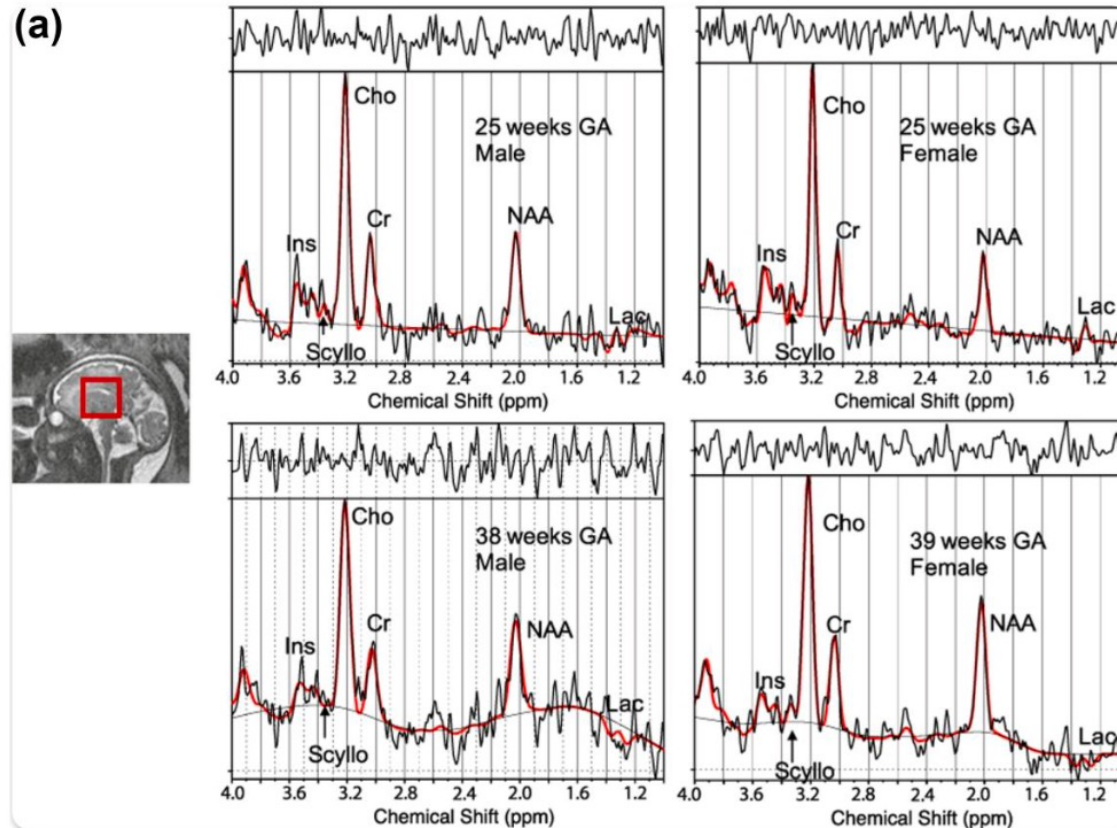 (a)
Cho
25 weeks GA
Male
Ins
Cr
NAA
Lac
Scyllo
4.0 3.6 3.2 2.8 2.4 2.0 1.6 1.2
Chemical Shift (ppm)
Cho
25 weeks GA
Female
Ins
Cr
NAA
Lac
Scyllo
4.0 3.6 3.2 2.8 2.4 2.0 1.6 1.2
Chemical Shift (ppm)
Cho
38 weeks GA
Male
Ins
Cr
NAA
Lac
Scyllo
4.0 3.6 3.2 2.8 2.4 2.0 1.6 1.2
Chemical Shift (ppm)
Cho
39 weeks GA
Female
Ins
Cr
NAA
Lac
Scyllo
4.0 3.6 3.2 2.8 2.4 2.0 1.6 1.2
Chemical Shift (ppm)